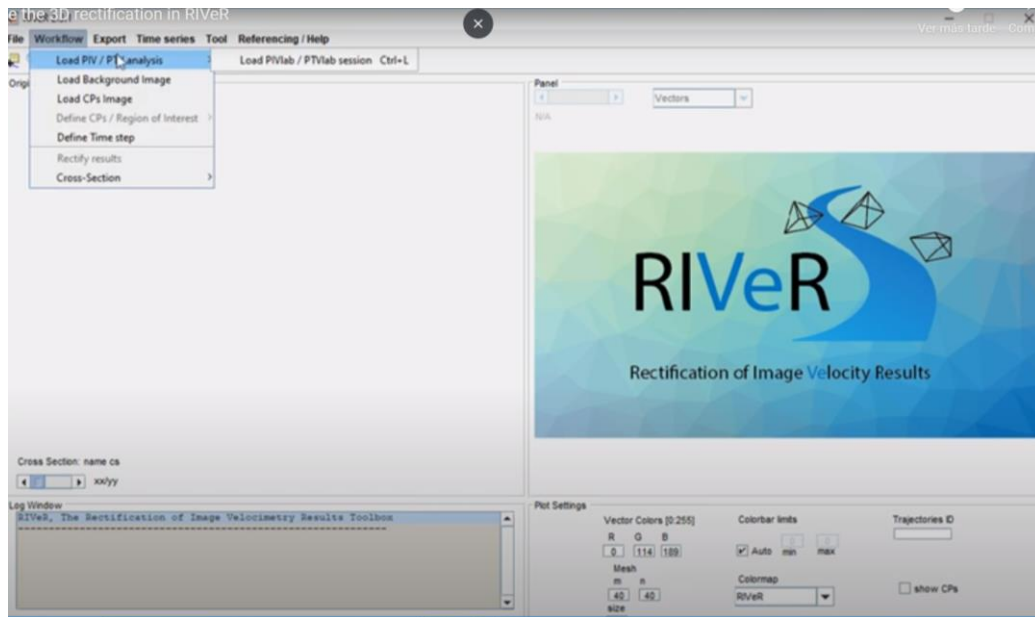 e the 3D rectification in RIVeR
Ver más tarde
File Workflow Export Time series Tool Referencing / Help
Load PIV / PTV analysis
Load PIVlab / PTVlab session Ctrl+L
Load Background Image
Load CPs Image
Define CPs / Region of Interest
Define Time step
Rectify results
Cross-Section
Origi
Panel
Vectors
N/A
RIVeR
Rectification of Image Velocity Results
Cross Section: name cs
xx/yy
Log Window
RIVeR, The Rectification of Image Velocimetry Results Toolbox
Plot Settings
Vector Colors [0:255]
R G B
0 114 189
Mesh
m n
40 40
size
Colorbar limits
0 0
Auto min max
Colormap
RIVeR
Trajectories ID
show CPs